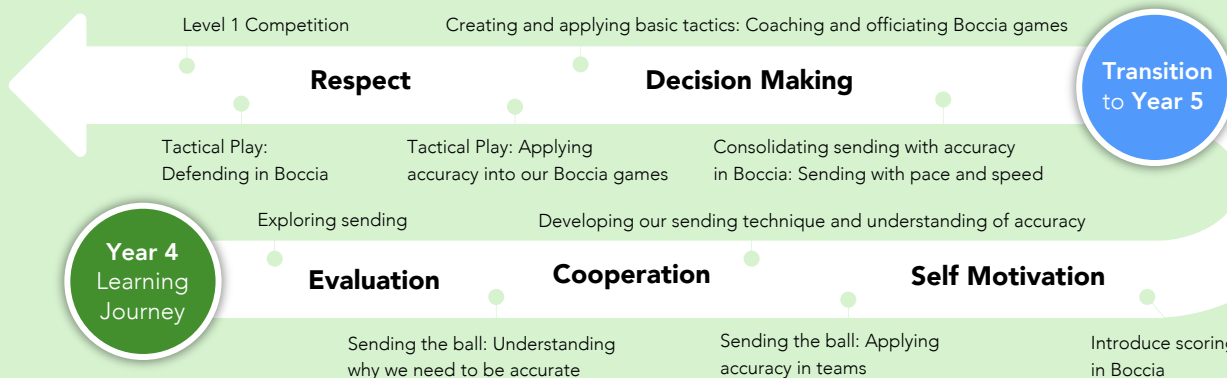 Level 1 Competition
Creating and applying basic tactics: Coaching and officiating Boccia games
Respect
Decision Making
Transition
to Year 5
Tactical Play:
Defending in Boccia
Tactical Play: Applying
accuracy into our Boccia games
Consolidating sending with accuracy
in Boccia: Sending with pace and speed
Exploring sending
Developing our sending technique and understanding of accuracy
Year 4
Learning
Journey
Evaluation
Cooperation
Self Motivation
Sending the ball: Understanding
why we need to be accurate
Sending the ball: Applying
accuracy in teams
Introduce scoring
in Boccia